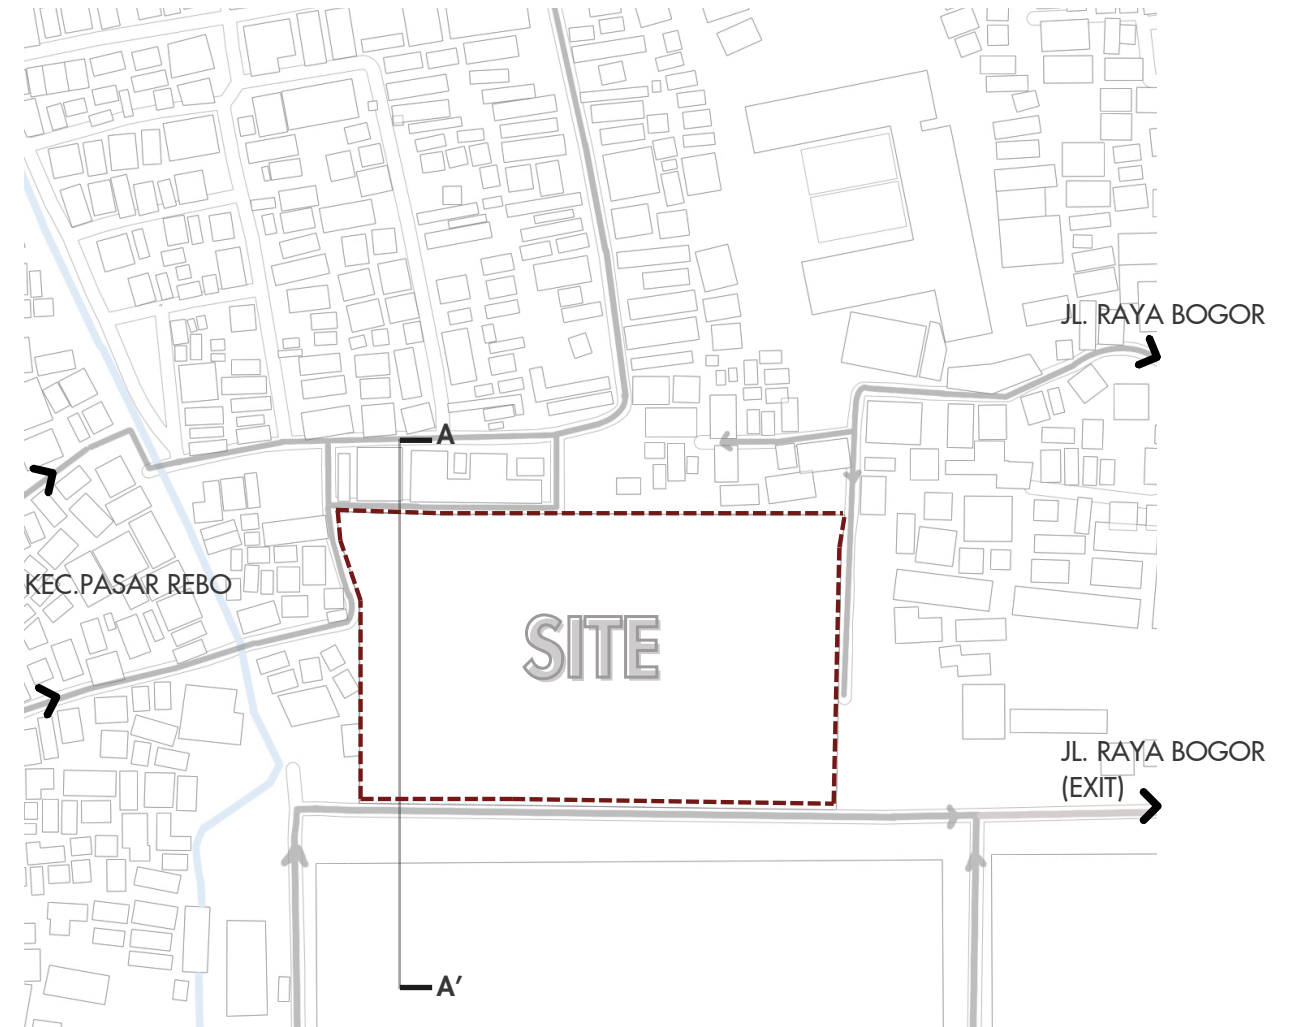 JL. RAYA BOGOR
A
KEC.PASAR REBO
SITE
JL. RAYA BOGOR
(EXIT)
A’